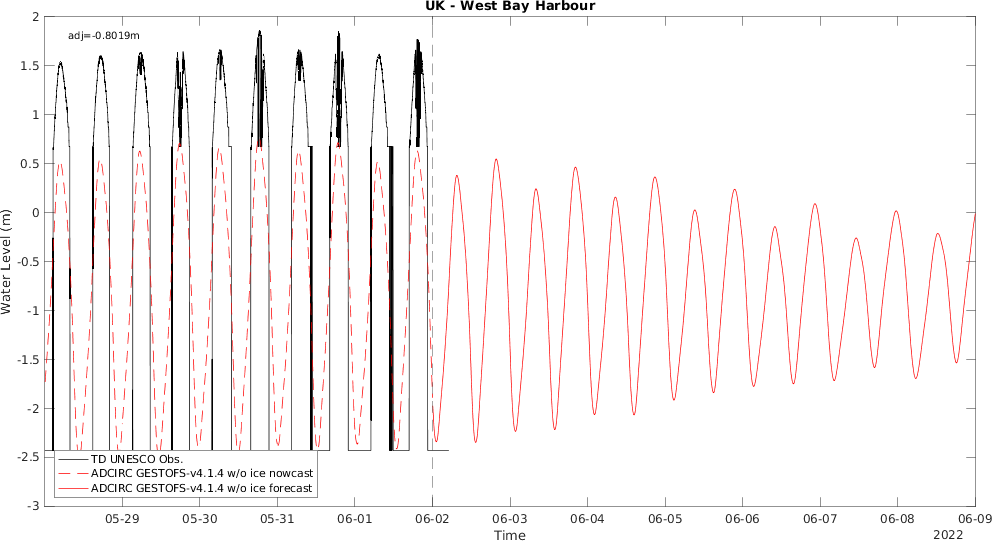 UK - West Bay Harbour
adj=-0.8019m
2
1.5
1
0.5
0
-0.5
-1
-1.5
-2
-2.5
-3
Water Level (m)
TD UNESCO Obs.
ADCIRC GESTOFS-v4.1.4 w/o ice nowcast
ADCIRC GESTOFS-v4.1.4 w/o ice forecast
05-29 05-30 05-31 06-01 06-02 06-03 06-04 06-05 06-06 06-07 06-08 06-09
Time
2022